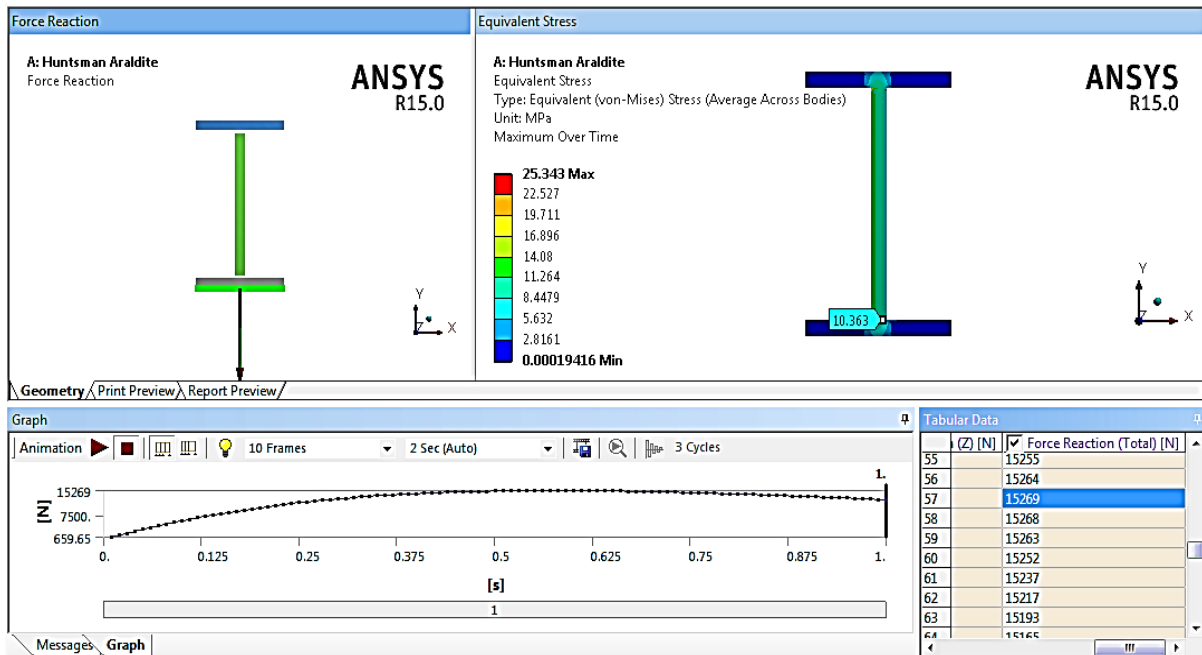 Force Reaction
A: Huntsman Araldite
Force Reaction
ANSYS
R15.0
Y
Z
X
Geometry Print Preview Report Preview
Equivalent Stress
A: Huntsman Araldite
Equivalent Stress
Type: Equivalent (von-Mises) Stress (Average Across Bodies)
Unit: MPa
Maximum Over Time
25.343 Max
22.527
19.711
16.896
14.08
11.264
8.4479
5.632
2.8161
0.00019416 Min
10.363
ANSYS
R15.0
Y
Z
X
Graph
Animation 10 Frames 2 Sec (Auto) 3 Cycles
1.
15269
7500.
659.65
[N]
0. 0.125 0.25 0.375 0.5 0.625 0.75 0.875 1.
[s]
1
Messages Graph
Tabular Data
(Z) [N] Force Reaction (Total) [N]
55 15255
56 15264
57 15269
58 15268
59 15263
60 15252
61 15237
62 15217
63 15193
64 15165